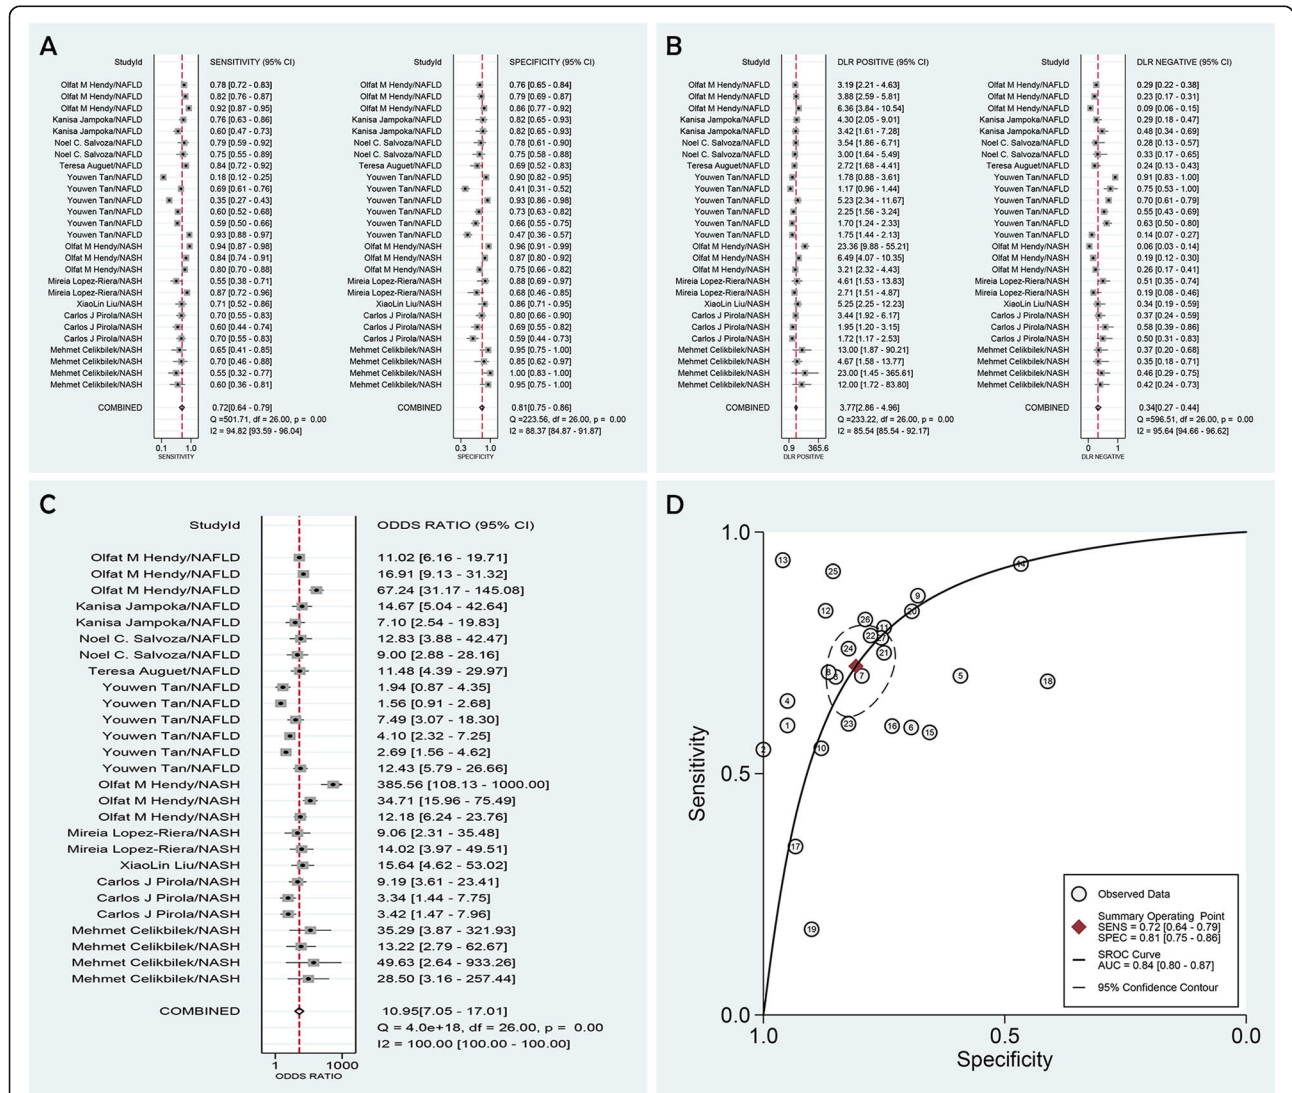 A
StudyId SENSITIVITY (95% CI)
Olfat M Hendy/NAFLD 0.78 [0.72 - 0.83]
Olfat M Hendy/NAFLD 0.82 [0.76 - 0.87]
Olfat M Hendy/NAFLD 0.92 [0.87 - 0.95]
Kanisa Jampoka/NAFLD 0.76 [0.63 - 0.86]
Kanisa Jampoka/NAFLD 0.60 [0.47 - 0.73]
Noel C. Salvoza/NAFLD 0.79 [0.59 - 0.92]
Noel C. Salvoza/NAFLD 0.75 [0.55 - 0.89]
Teresa Auguet/NAFLD 0.84 [0.72 - 0.92]
Youwen Tan/NAFLD 0.18 [0.12 - 0.25]
Youwen Tan/NAFLD 0.69 [0.61 - 0.76]
Youwen Tan/NAFLD 0.35 [0.27 - 0.43]
Youwen Tan/NAFLD 0.60 [0.52 - 0.68]
Youwen Tan/NAFLD 0.59 [0.50 - 0.66]
Youwen Tan/NAFLD 0.93 [0.88 - 0.97]
Olfat M Hendy/NASH 0.94 [0.87 - 0.98]
Olfat M Hendy/NASH 0.84 [0.74 - 0.91]
Olfat M Hendy/NASH 0.80 [0.70 - 0.88]
Mireia Lopez-Riera/NASH 0.55 [0.38 - 0.71]
Mireia Lopez-Riera/NASH 0.87 [0.72 - 0.96]
XiaoLin Liu/NASH 0.71 [0.52 - 0.86]
Carlos J Pirola/NASH 0.70 [0.55 - 0.83]
Carlos J Pirola/NASH 0.60 [0.44 - 0.74]
Carlos J Pirola/NASH 0.70 [0.55 - 0.83]
Mehmet Celikbilek/NASH 0.65 [0.41 - 0.85]
Mehmet Celikbilek/NASH 0.70 [0.46 - 0.88]
Mehmet Celikbilek/NASH 0.55 [0.32 - 0.77]
Mehmet Celikbilek/NASH 0.60 [0.36 - 0.81]
COMBINED 0.72[0.64 - 0.79]
Q =501.71, df = 26.00, p = 0.00
I2 = 94.82 [93.59 - 96.04]
0.1 1.0
SENSITIVITY
StudyId SPECIFICITY (95% CI)
Olfat M Hendy/NAFLD 0.76 [0.65 - 0.84]
Olfat M Hendy/NAFLD 0.79 [0.69 - 0.87]
Olfat M Hendy/NAFLD 0.86 [0.77 - 0.92]
Kanisa Jampoka/NAFLD 0.82 [0.65 - 0.93]
Kanisa Jampoka/NAFLD 0.82 [0.65 - 0.93]
Noel C. Salvoza/NAFLD 0.78 [0.61 - 0.90]
Noel C. Salvoza/NAFLD 0.75 [0.58 - 0.88]
Teresa Auguet/NAFLD 0.69 [0.52 - 0.83]
Youwen Tan/NAFLD 0.90 [0.82 - 0.95]
Youwen Tan/NAFLD 0.41 [0.31 - 0.52]
Youwen Tan/NAFLD 0.93 [0.86 - 0.98]
Youwen Tan/NAFLD 0.73 [0.63 - 0.82]
Youwen Tan/NAFLD 0.66 [0.55 - 0.75]
Youwen Tan/NAFLD 0.47 [0.36 - 0.57]
Olfat M Hendy/NASH 0.96 [0.91 - 0.99]
Olfat M Hendy/NASH 0.87 [0.80 - 0.92]
Olfat M Hendy/NASH 0.75 [0.66 - 0.82]
Mireia Lopez-Riera/NASH 0.88 [0.69 - 0.97]
Mireia Lopez-Riera/NASH 0.68 [0.46 - 0.85]
XiaoLin Liu/NASH 0.86 [0.71 - 0.95]
Carlos J Pirola/NASH 0.80 [0.66 - 0.90]
Carlos J Pirola/NASH 0.69 [0.55 - 0.82]
Carlos J Pirola/NASH 0.59 [0.44 - 0.73]
Mehmet Celikbilek/NASH 0.95 [0.75 - 1.00]
Mehmet Celikbilek/NASH 0.85 [0.62 - 0.97]
Mehmet Celikbilek/NASH 1.00 [0.83 - 1.00]
Mehmet Celikbilek/NASH 0.95 [0.75 - 1.00]
COMBINED 0.81[0.75 - 0.86]
Q =223.56, df = 26.00, p = 0.00
I2 = 88.37 [84.87 - 91.87]
0.3 1.0
SPECIFICITY
B
StudyId DLR POSITIVE (95% CI)
Olfat M Hendy/NAFLD 3.19 [2.21 - 4.63]
Olfat M Hendy/NAFLD 3.88 [2.59 - 5.81]
Olfat M Hendy/NAFLD 6.36 [3.84 - 10.54]
Kanisa Jampoka/NAFLD 4.30 [2.05 - 9.01]
Kanisa Jampoka/NAFLD 3.42 [1.61 - 7.28]
Noel C. Salvoza/NAFLD 3.54 [1.86 - 6.71]
Noel C. Salvoza/NAFLD 3.00 [1.64 - 5.49]
Teresa Auguet/NAFLD 2.72 [1.68 - 4.41]
Youwen Tan/NAFLD 1.78 [0.88 - 3.61]
Youwen Tan/NAFLD 1.17 [0.96 - 1.44]
Youwen Tan/NAFLD 5.23 [2.34 - 11.67]
Youwen Tan/NAFLD 2.25 [1.56 - 3.24]
Youwen Tan/NAFLD 1.70 [1.24 - 2.33]
Youwen Tan/NAFLD 1.75 [1.44 - 2.13]
Olfat M Hendy/NASH 23.36 [9.88 - 55.21]
Olfat M Hendy/NASH 6.49 [4.07 - 10.35]
Olfat M Hendy/NASH 3.21 [2.32 - 4.43]
Mireia Lopez-Riera/NASH 4.61 [1.53 - 13.83]
Mireia Lopez-Riera/NASH 2.71 [1.51 - 4.87]
XiaoLin Liu/NASH 5.25 [2.25 - 12.23]
Carlos J Pirola/NASH 3.44 [1.92 - 6.17]
Carlos J Pirola/NASH 1.95 [1.20 - 3.15]
Carlos J Pirola/NASH 1.72 [1.17 - 2.53]
Mehmet Celikbilek/NASH 13.00 [1.87 - 90.21]
Mehmet Celikbilek/NASH 4.67 [1.58 - 13.77]
Mehmet Celikbilek/NASH 23.00 [1.45 - 365.61]
Mehmet Celikbilek/NASH 12.00 [1.72 - 83.80]
COMBINED 3.77[2.86 - 4.96]
Q =233.22, df = 26.00, p = 0.00
I2 = 85.54 [85.54 - 92.17]
0.9 365.6
DLR POSITIVE
StudyId DLR NEGATIVE (95% CI)
Olfat M Hendy/NAFLD 0.29 [0.22 - 0.38]
Olfat M Hendy/NAFLD 0.23 [0.17 - 0.31]
Olfat M Hendy/NAFLD 0.09 [0.06 - 0.15]
Kanisa Jampoka/NAFLD 0.29 [0.18 - 0.47]
Kanisa Jampoka/NAFLD 0.48 [0.34 - 0.69]
Noel C. Salvoza/NAFLD 0.28 [0.13 - 0.57]
Noel C. Salvoza/NAFLD 0.33 [0.17 - 0.65]
Teresa Auguet/NAFLD 0.24 [0.13 - 0.43]
Youwen Tan/NAFLD 0.91 [0.83 - 1.00]
Youwen Tan/NAFLD 0.75 [0.53 - 1.00]
Youwen Tan/NAFLD 0.70 [0.61 - 0.79]
Youwen Tan/NAFLD 0.55 [0.43 - 0.69]
Youwen Tan/NAFLD 0.63 [0.50 - 0.80]
Youwen Tan/NAFLD 0.14 [0.07 - 0.27]
Olfat M Hendy/NASH 0.06 [0.03 - 0.14]
Olfat M Hendy/NASH 0.19 [0.12 - 0.30]
Olfat M Hendy/NASH 0.26 [0.17 - 0.41]
Mireia Lopez-Riera/NASH 0.51 [0.35 - 0.74]
Mireia Lopez-Riera/NASH 0.19 [0.08 - 0.46]
XiaoLin Liu/NASH 0.34 [0.19 - 0.59]
Carlos J Pirola/NASH 0.37 [0.24 - 0.59]
Carlos J Pirola/NASH 0.58 [0.39 - 0.86]
Carlos J Pirola/NASH 0.50 [0.31 - 0.83]
Mehmet Celikbilek/NASH 0.37 [0.20 - 0.68]
Mehmet Celikbilek/NASH 0.35 [0.18 - 0.71]
Mehmet Celikbilek/NASH 0.46 [0.29 - 0.75]
Mehmet Celikbilek/NASH 0.42 [0.24 - 0.73]
COMBINED 0.34[0.27 - 0.44]
Q =596.51, df = 26.00, p = 0.00
I2 = 95.64 [94.66 - 96.62]
0 1
DLR NEGATIVE
C
StudyId ODDS RATIO (95% CI)
Olfat M Hendy/NAFLD 11.02 [6.16 - 19.71]
Olfat M Hendy/NAFLD 16.91 [9.13 - 31.32]
Olfat M Hendy/NAFLD 67.24 [31.17 - 145.08]
Kanisa Jampoka/NAFLD 14.67 [5.04 - 42.64]
Kanisa Jampoka/NAFLD 7.10 [2.54 - 19.83]
Noel C. Salvoza/NAFLD 12.83 [3.88 - 42.47]
Noel C. Salvoza/NAFLD 9.00 [2.88 - 28.16]
Teresa Auguet/NAFLD 11.48 [4.39 - 29.97]
Youwen Tan/NAFLD 1.94 [0.87 - 4.35]
Youwen Tan/NAFLD 1.56 [0.91 - 2.68]
Youwen Tan/NAFLD 7.49 [3.07 - 18.30]
Youwen Tan/NAFLD 4.10 [2.32 - 7.25]
Youwen Tan/NAFLD 2.69 [1.56 - 4.62]
Youwen Tan/NAFLD 12.43 [5.79 - 26.66]
Olfat M Hendy/NASH 385.56 [108.13 - 1000.00]
Olfat M Hendy/NASH 34.71 [15.96 - 75.49]
Olfat M Hendy/NASH 12.18 [6.24 - 23.76]
Mireia Lopez-Riera/NASH 9.06 [2.31 - 35.48]
Mireia Lopez-Riera/NASH 14.02 [3.97 - 49.51]
XiaoLin Liu/NASH 15.64 [4.62 - 53.02]
Carlos J Pirola/NASH 9.19 [3.61 - 23.41]
Carlos J Pirola/NASH 3.34 [1.44 - 7.75]
Carlos J Pirola/NASH 3.42 [1.47 - 7.96]
Mehmet Celikbilek/NASH 35.29 [3.87 - 321.93]
Mehmet Celikbilek/NASH 13.22 [2.79 - 62.67]
Mehmet Celikbilek/NASH 49.63 [2.64 - 933.26]
Mehmet Celikbilek/NASH 28.50 [3.16 - 257.44]
COMBINED 10.95[7.05 - 17.01]
Q = 4.0e+18, df = 26.00, p = 0.00
I2 = 100.00 [100.00 - 100.00]
1 1000
ODDS RATIO
D
1.0
13
14
25
9
12
20
26
11
22
27
24
21
8
3
7
5
18
4
1
23
16
6
15
2
10
0.5
Sensitivity
17
19
Observed Data
Summary Operating Point
SENS = 0.72 [0.64 - 0.79]
SPEC = 0.81 [0.75 - 0.86]
SROC Curve
AUC = 0.84 [0.80 - 0.87]
95% Confidence Contour
0.0
1.0 0.5 0.0
Specificity